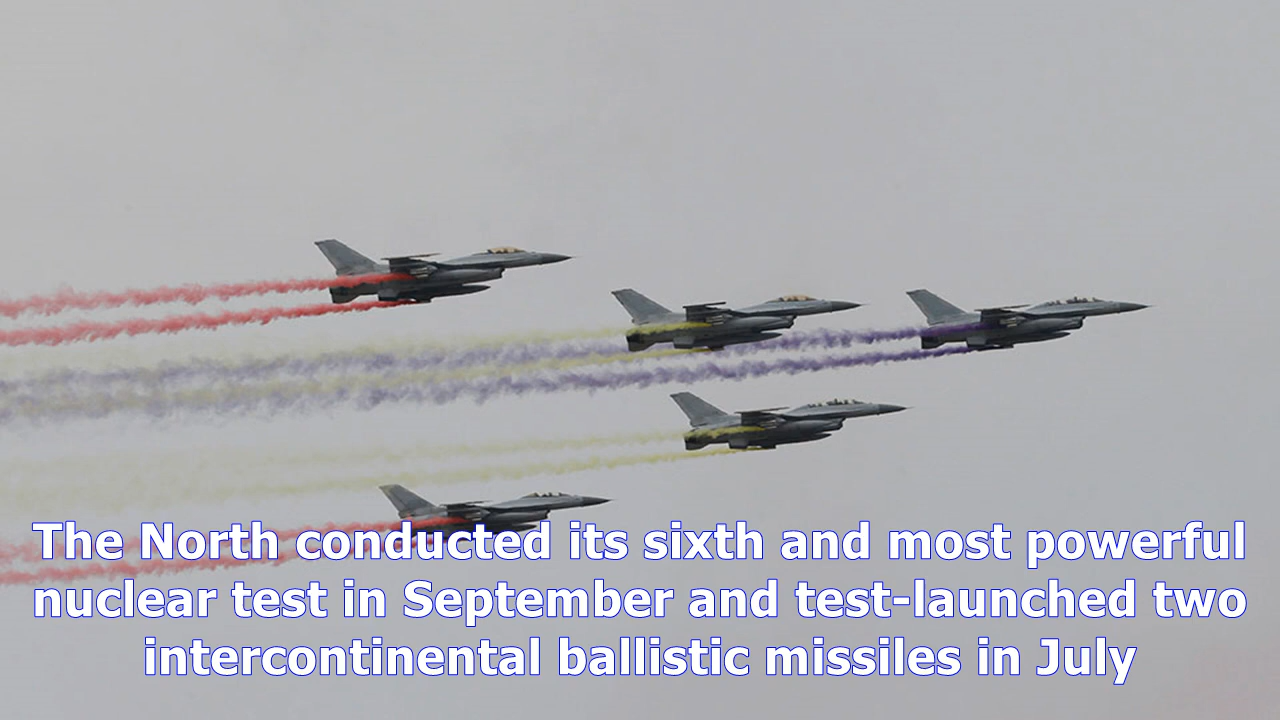 The North conducted its sixth and most powerful
nuclear test in September and test-launched two
intercontinental ballistic missiles in July